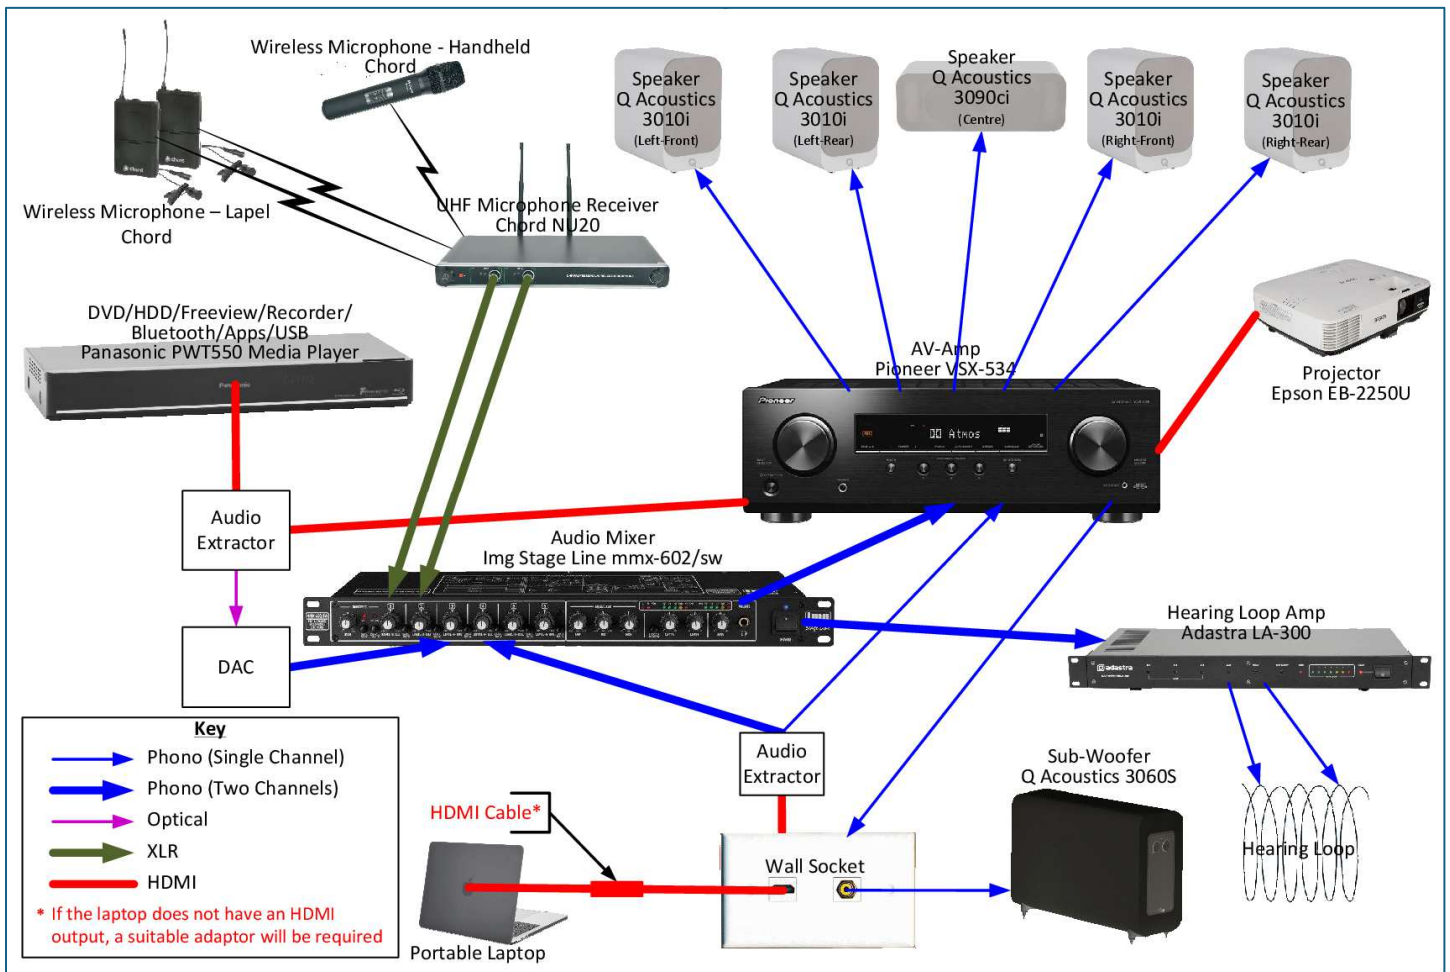 Wireless Microphone - Handheld
Chord
Wireless Microphone – Lapel
Chord
UHF Microphone Receiver
Chord NU20
Speaker
Q Acoustics
3010i
(Left-Front)
Speaker
Q Acoustics
3010i
(Left-Rear)
Speaker
Q Acoustics
3090ci
(Centre)
Speaker
Q Acoustics
3010i
(Right-Front)
Speaker
Q Acoustics
3010i
(Right-Rear)
DVD/HDD/Freeview/Recorder/
Bluetooth/Apps/USB
Panasonic PWT550 Media Player
Panasonic
AV-Amp
Pioneer VSX-534
Pioneer
Atmos
Projector
Epson EB-2250U
Audio
Extractor
Audio Mixer
Img Stage Line mmx-602/sw
DAC
Hearing Loop Amp
Adastra LA-300
adastra
Key
Phono (Single Channel)
Phono (Two Channels)
Optical
XLR
HDMI
* If the laptop does not have an HDMI
output, a suitable adaptor will be required
Audio
Extractor
HDMI Cable*
Portable Laptop
Wall Socket
Sub-Woofer
Q Acoustics 3060S
Hearing Loop